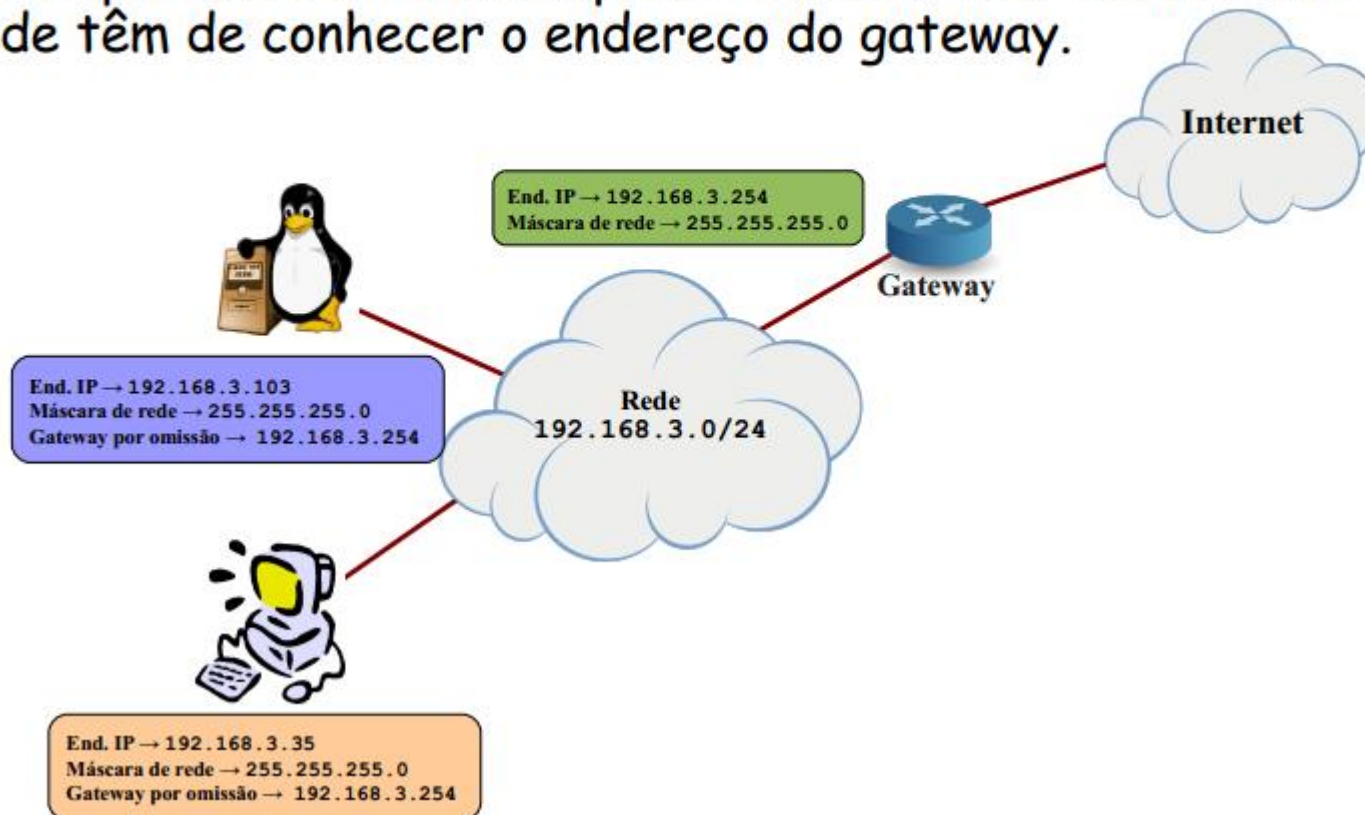 de têm de conhecer o endereço do gateway.
Internet
End. IP → 192.168.3.254
Máscara de rede → 255.255.255.0
Gateway
End. IP → 192.168.3.103
Máscara de rede → 255.255.255.0
Gateway por omissão → 192.168.3.254
Rede
192.168.3.0/24
End. IP → 192.168.3.35
Máscara de rede → 255.255.255.0
Gateway por omissão → 192.168.3.254